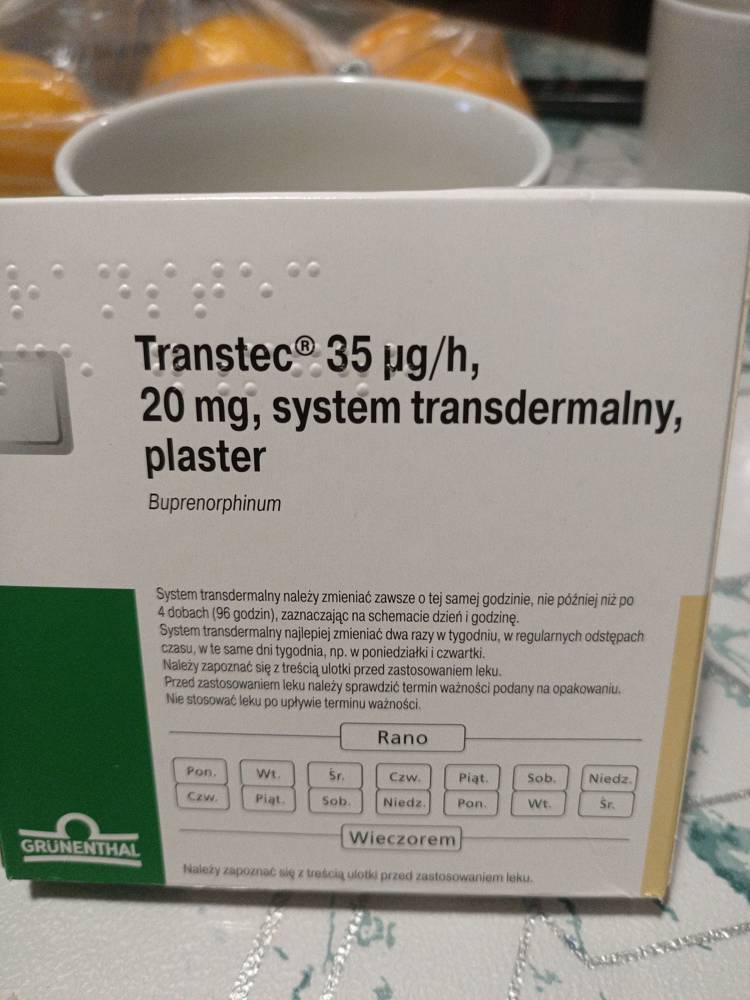 Transtec® 35 µg/h,
20 mg, system transdermalny,
plaster
Buprenorphinum
System transdermalny należy zmieniać zawsze o tej samej godzinie, nie później niż po
4 dobach (96 godzin), zaznaczając na schemacie dzień i godzinę.
System transdermalny najlepiej zmieniać dwa razy w tygodniu, w regularnych odstępach
czasu, w te same dni tygodnia, np. w poniedziałki i czwartki.
Należy zapoznać się z treścią ulotki przed zastosowaniem leku.
Przed zastosowaniem leku należy sprawdzić termin ważności podany na opakowaniu.
Nie stosować leku po upływie terminu ważności.
Rano
Pon. Wt. Śr. Czw. Piąt. Sob. Niedz.
Czw. Piąt. Sob. Niedz. Pon. Wt. Śr.
Wieczorem
GRÜNENTHAL
Należy zapoznać się z treścią ulotki przed zastosowaniem leku.